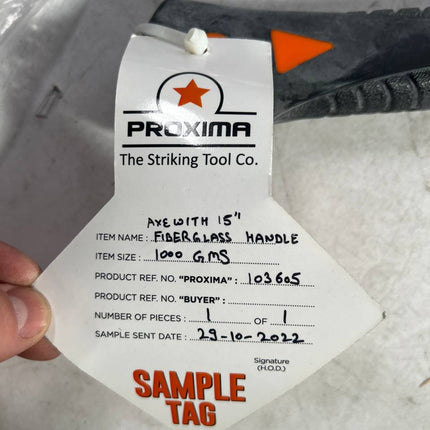 PROXIMA
The Striking Tool Co.
AXE WITH 15"
ITEM NAME : FIBERGLASS HANDLE
ITEM SIZE : 1000 GMS
PRODUCT REF. NO. "PROXIMA" : 103605
PRODUCT REF. NO. "BUYER" :
NUMBER OF PIECES : 1 OF 1
SAMPLE SENT DATE : 29-10-2022
Signature
(H.O.D.)
SAMPLE
TAG